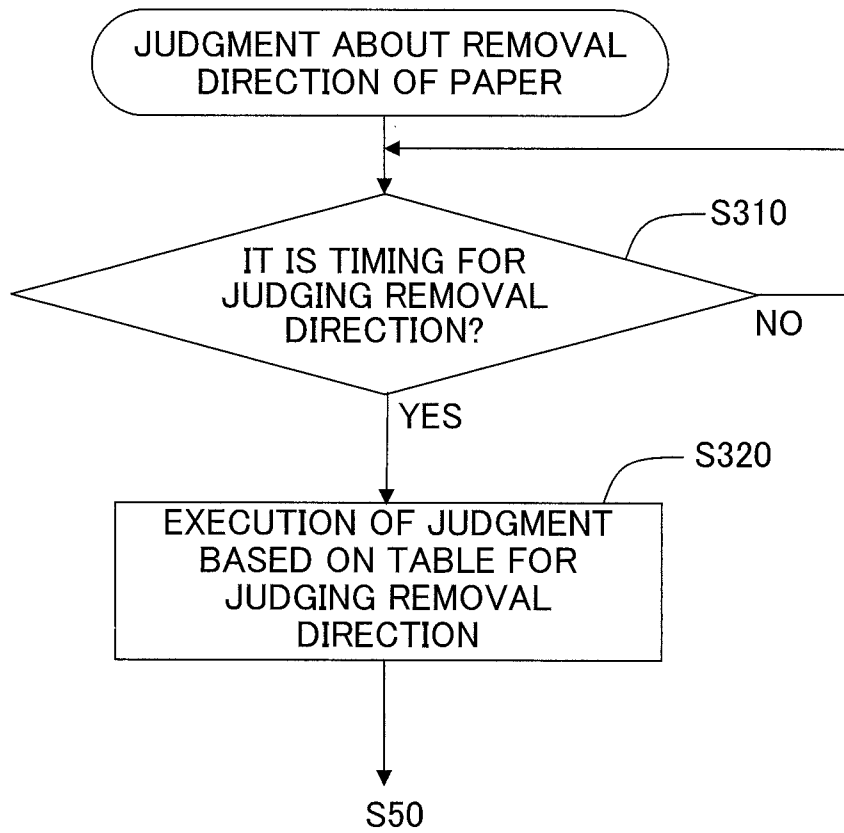 JUDGMENT ABOUT REMOVAL
DIRECTION OF PAPER
S310
IT IS TIMING FOR
JUDGING REMOVAL
DIRECTION?
NO
YES
S320
EXECUTION OF JUDGMENT
BASED ON TABLE FOR
JUDGING REMOVAL
DIRECTION
S50